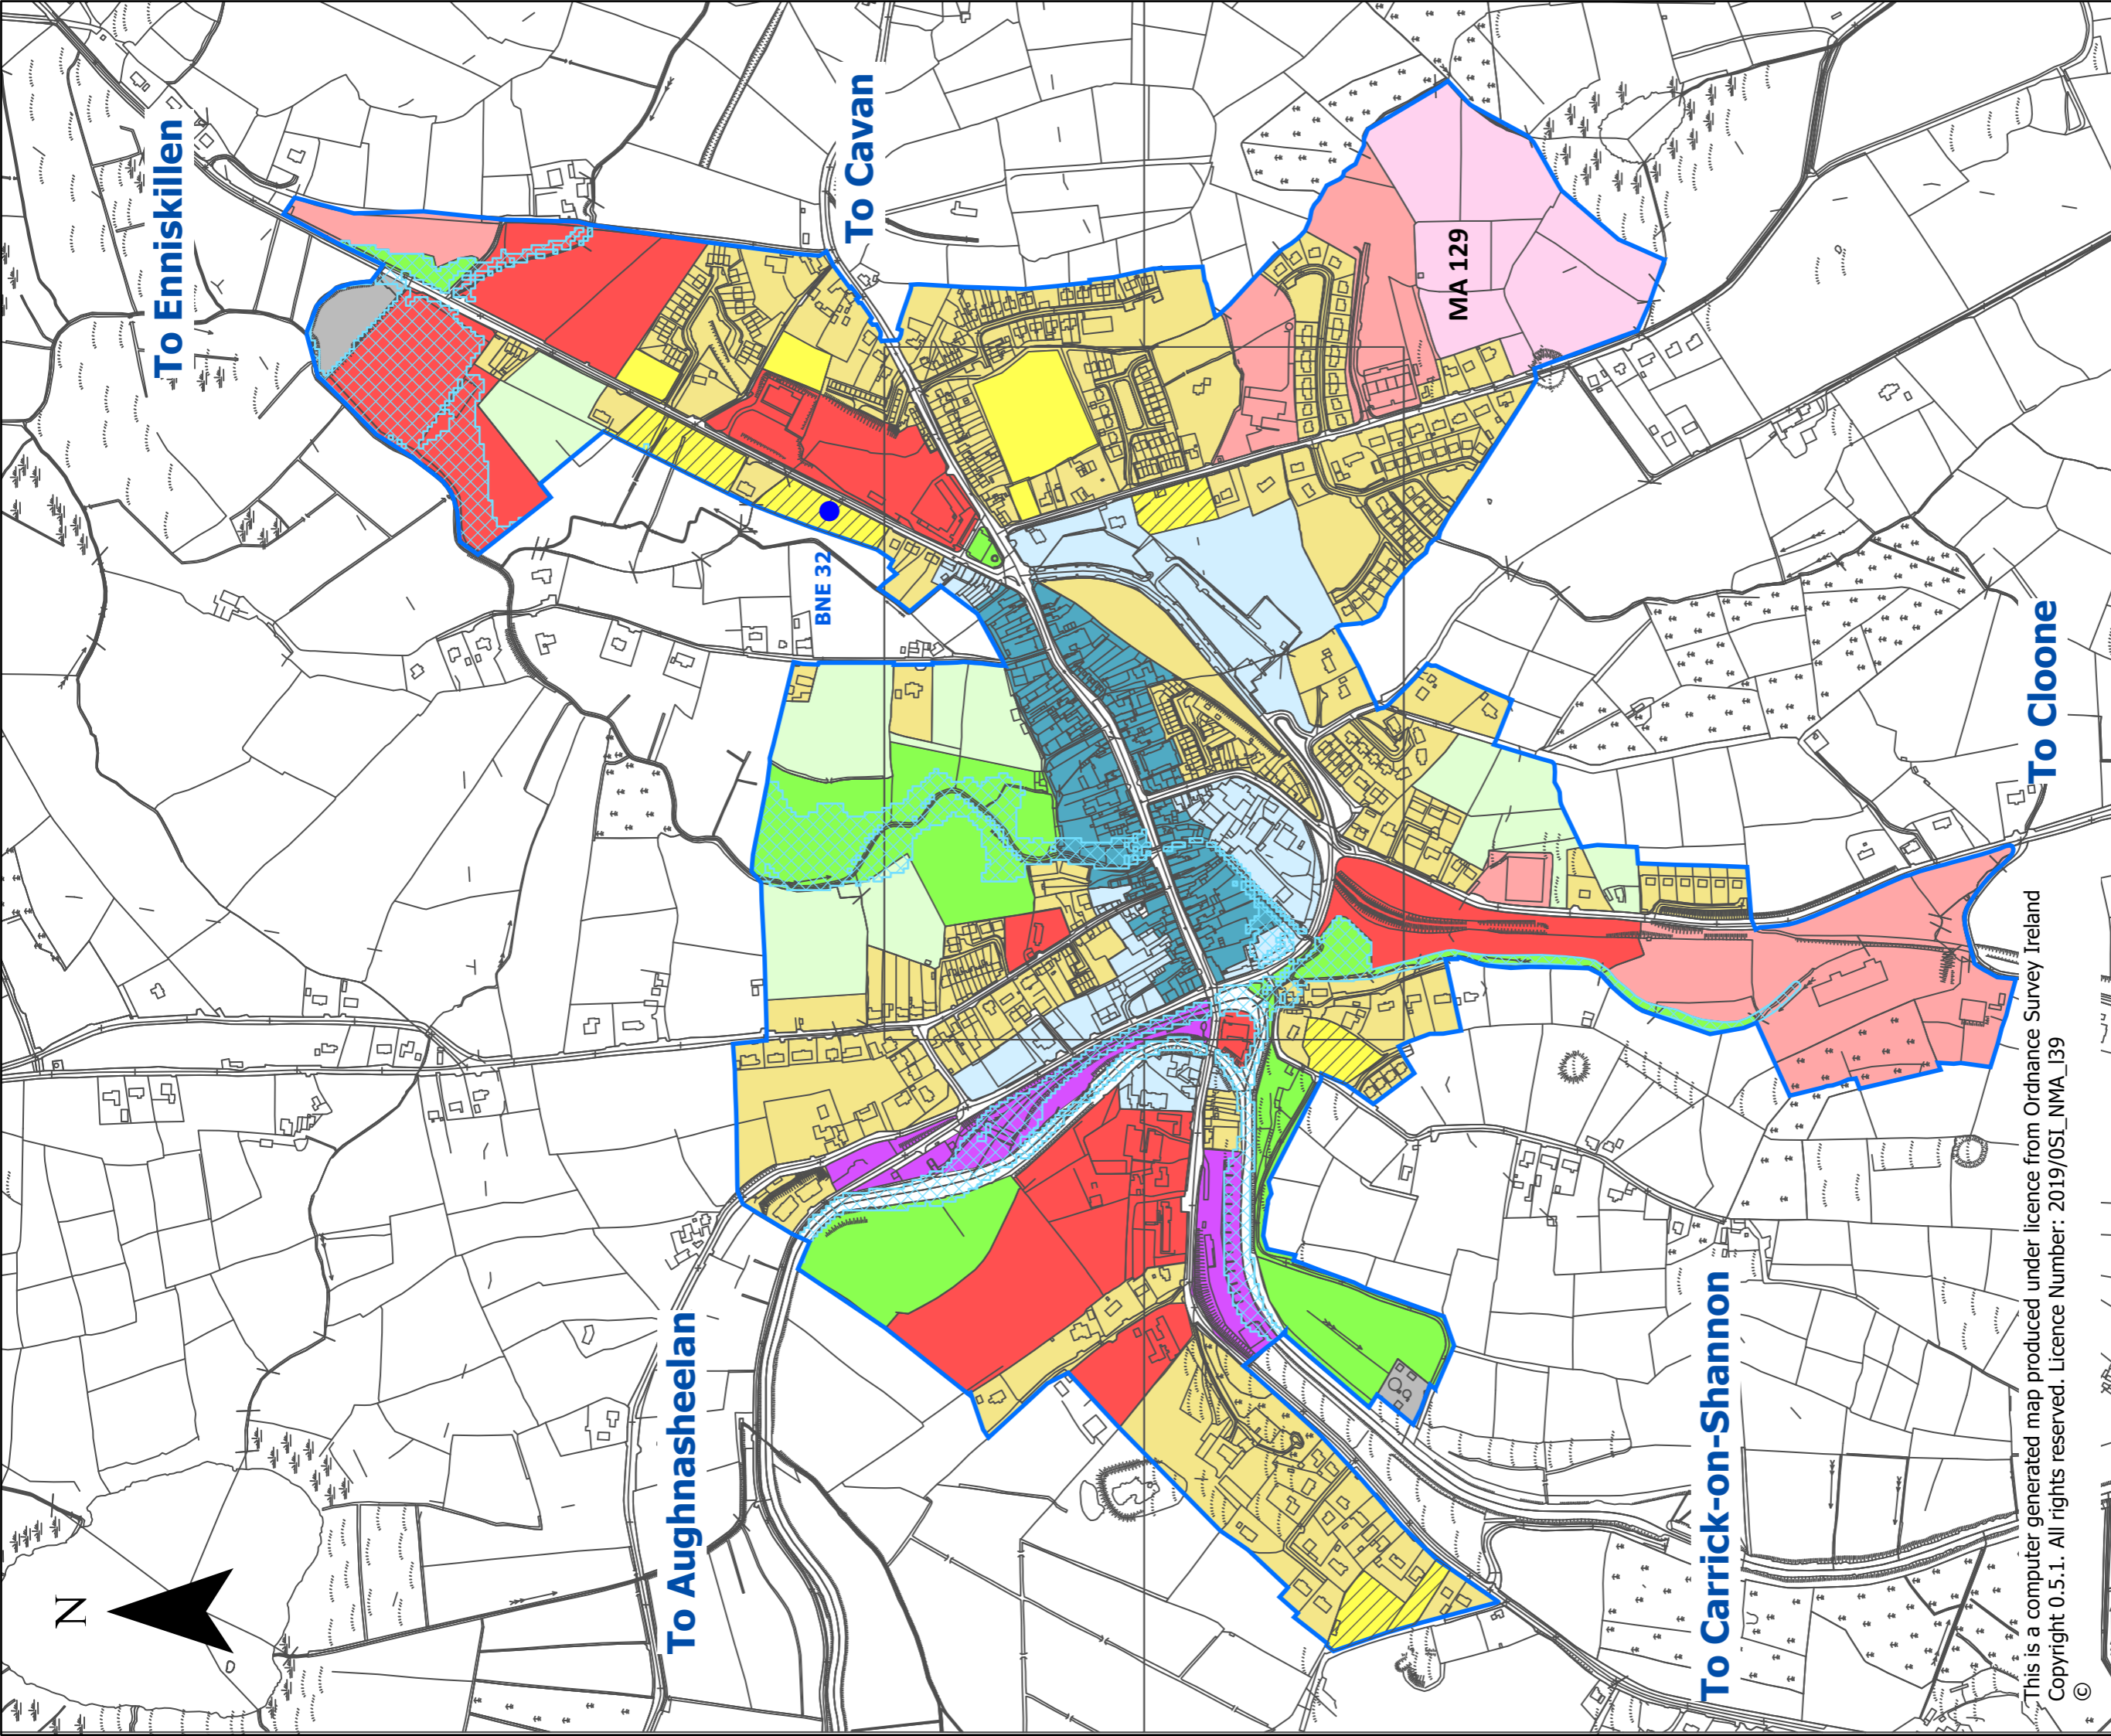 N
To Enniskillen
To Cavan
BNE 32
MA 129
To Aughnasheelan
To Cloone
To Carrick-on-Shannon
This is a computer generated map produced under licence from Ordnance Survey Ireland
Copyright 0.5.1. All rights reserved. Licence Number: 2019/0SI_NMA_I39
©